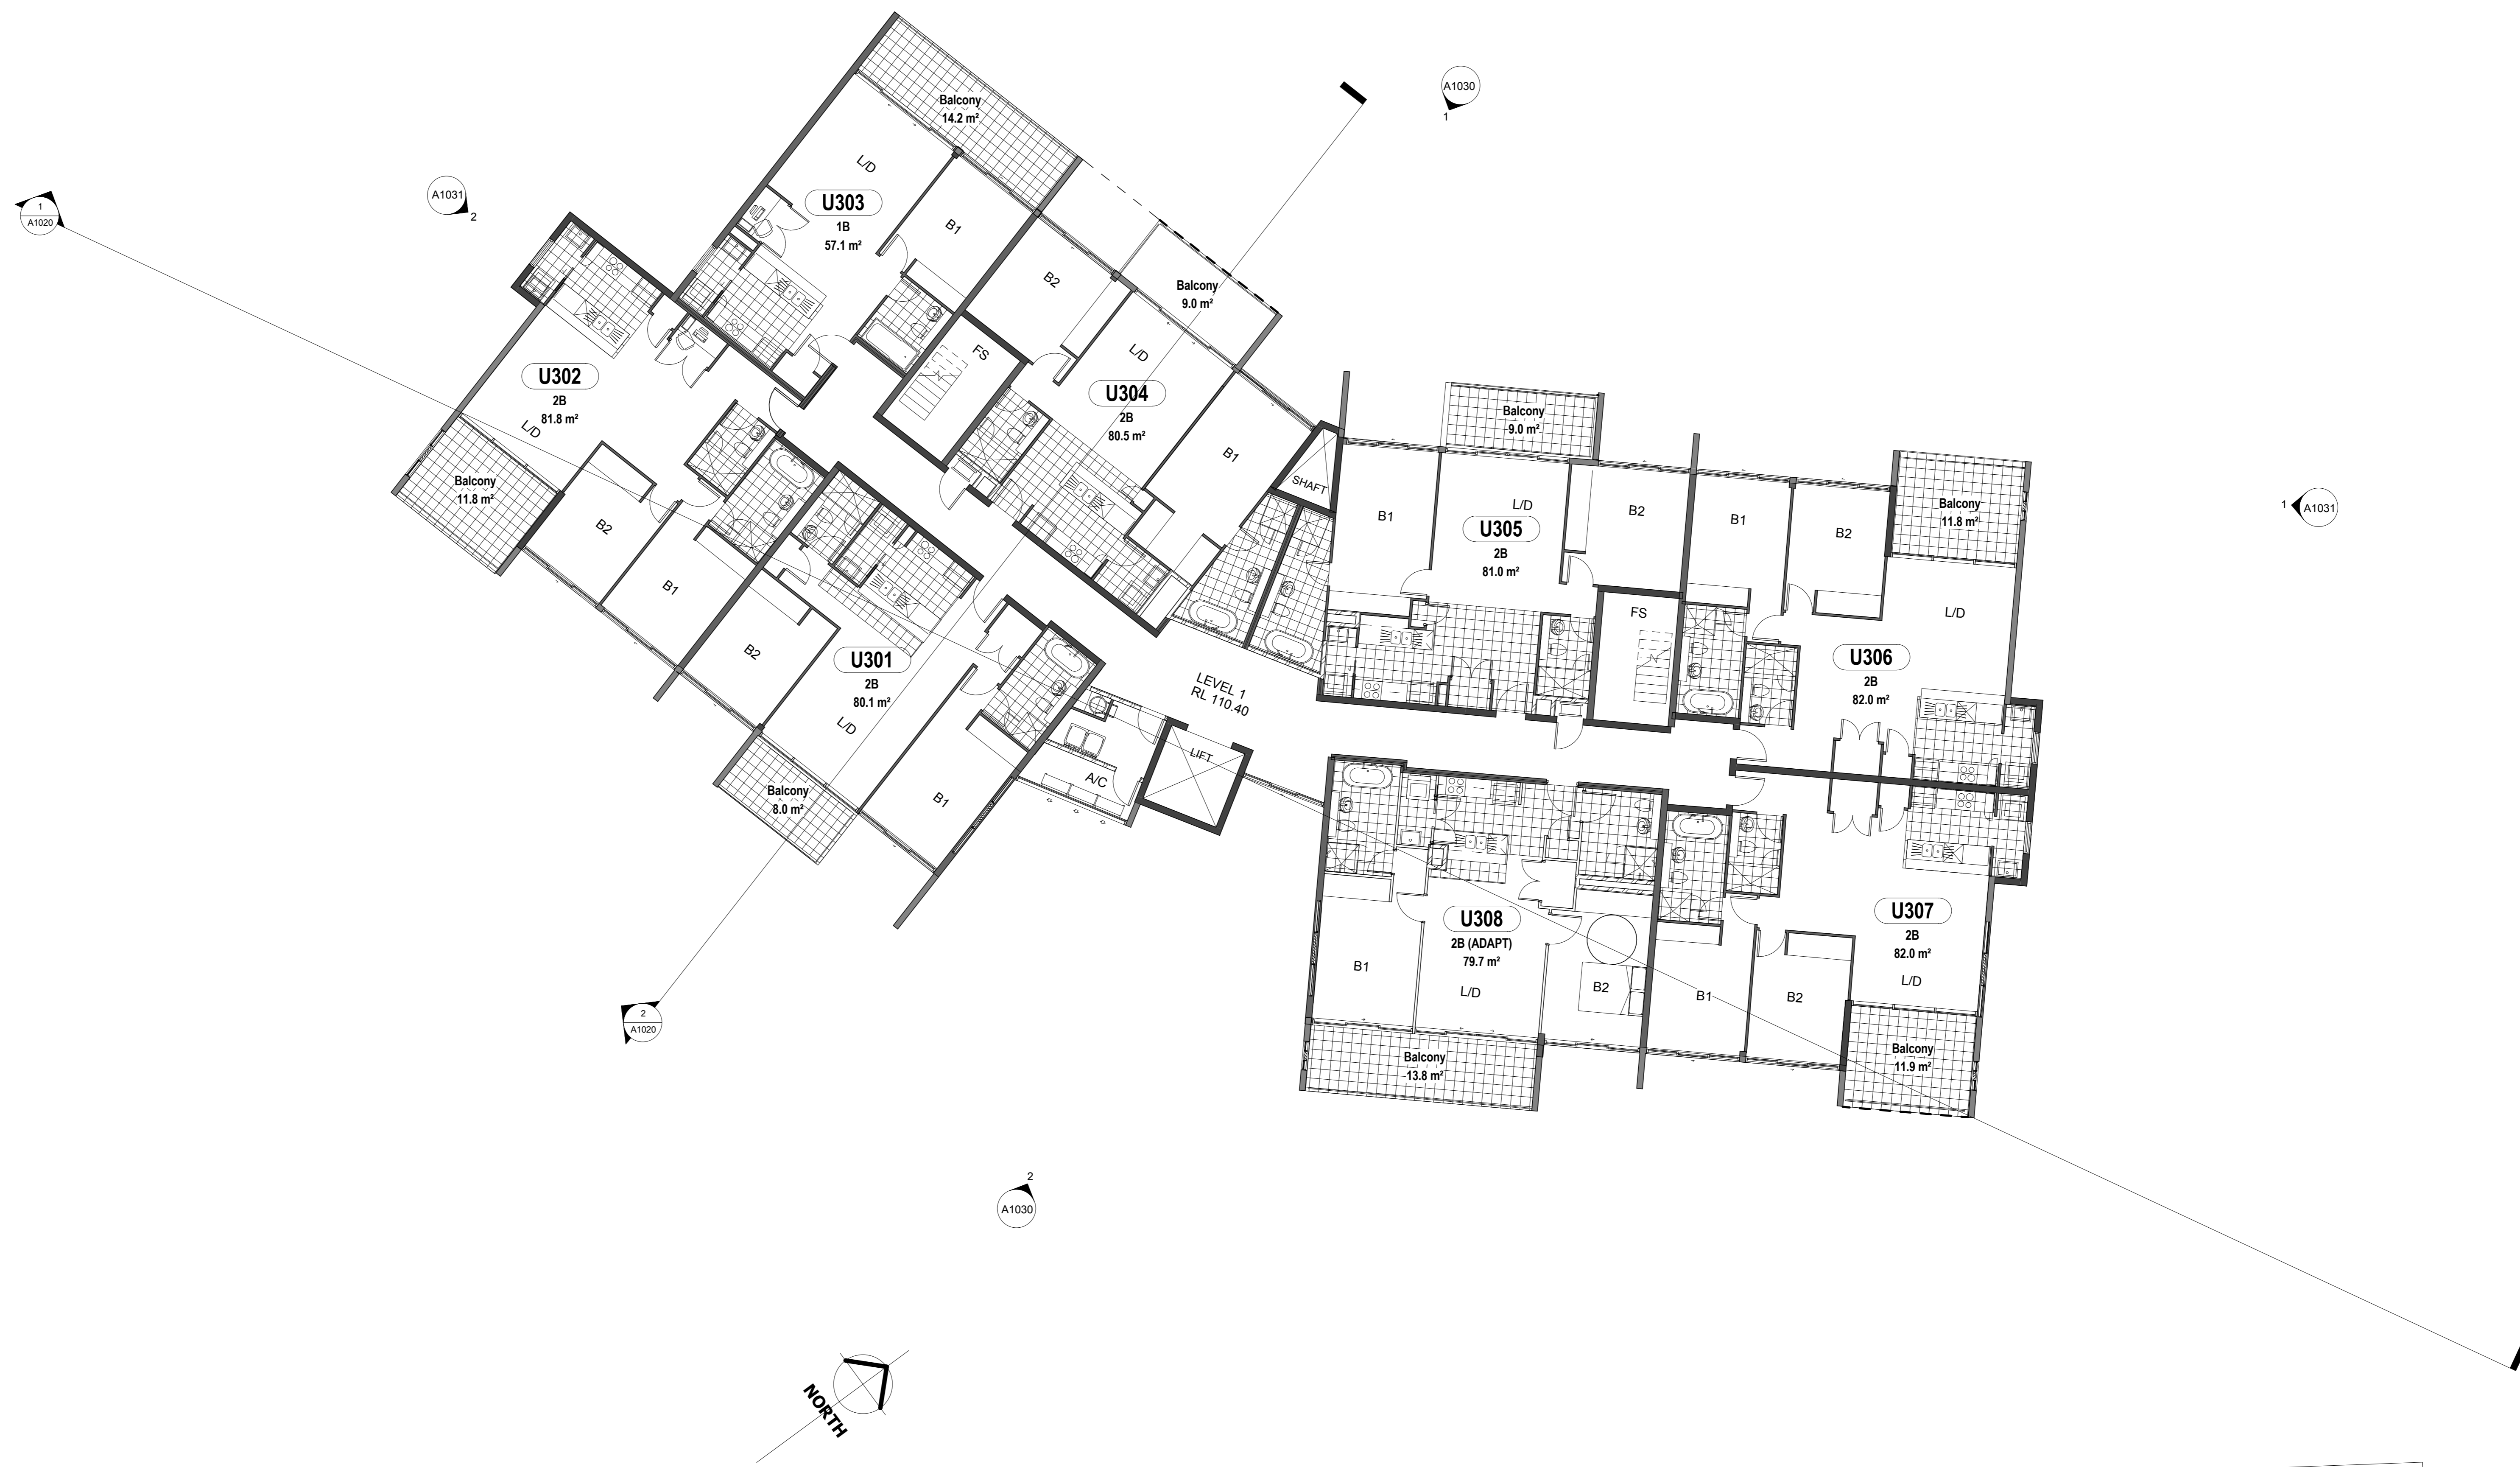 A1030
1
1
A1020
A1031
2
Balcony
14.2 m²
L/D
U303
1B
57.1 m²
B1
B2
Balcony
9.0 m²
L/D
U304
2B
80.5 m²
B1
FS
U302
2B
81.8 m²
L/D
Balcony
11.8 m²
B2
B1
SHAFT
Balcony
9.0 m²
B1
L/D
U305
2B
81.0 m²
B2
FS
B1
B2
Balcony
11.8 m²
L/D
U306
2B
82.0 m²
1
A1031
B2
U301
2B
80.1 m²
L/D
Balcony
8.0 m²
B1
A/C
LIFT
LEVEL 1
RL 110.40
U308
2B (ADAPT)
79.7 m²
B1
L/D
B2
Balcony
13.8 m²
U307
2B
82.0 m²
L/D
B1
B2
Balcony
11.9 m²
2
A1020
2
A1030
NORTH